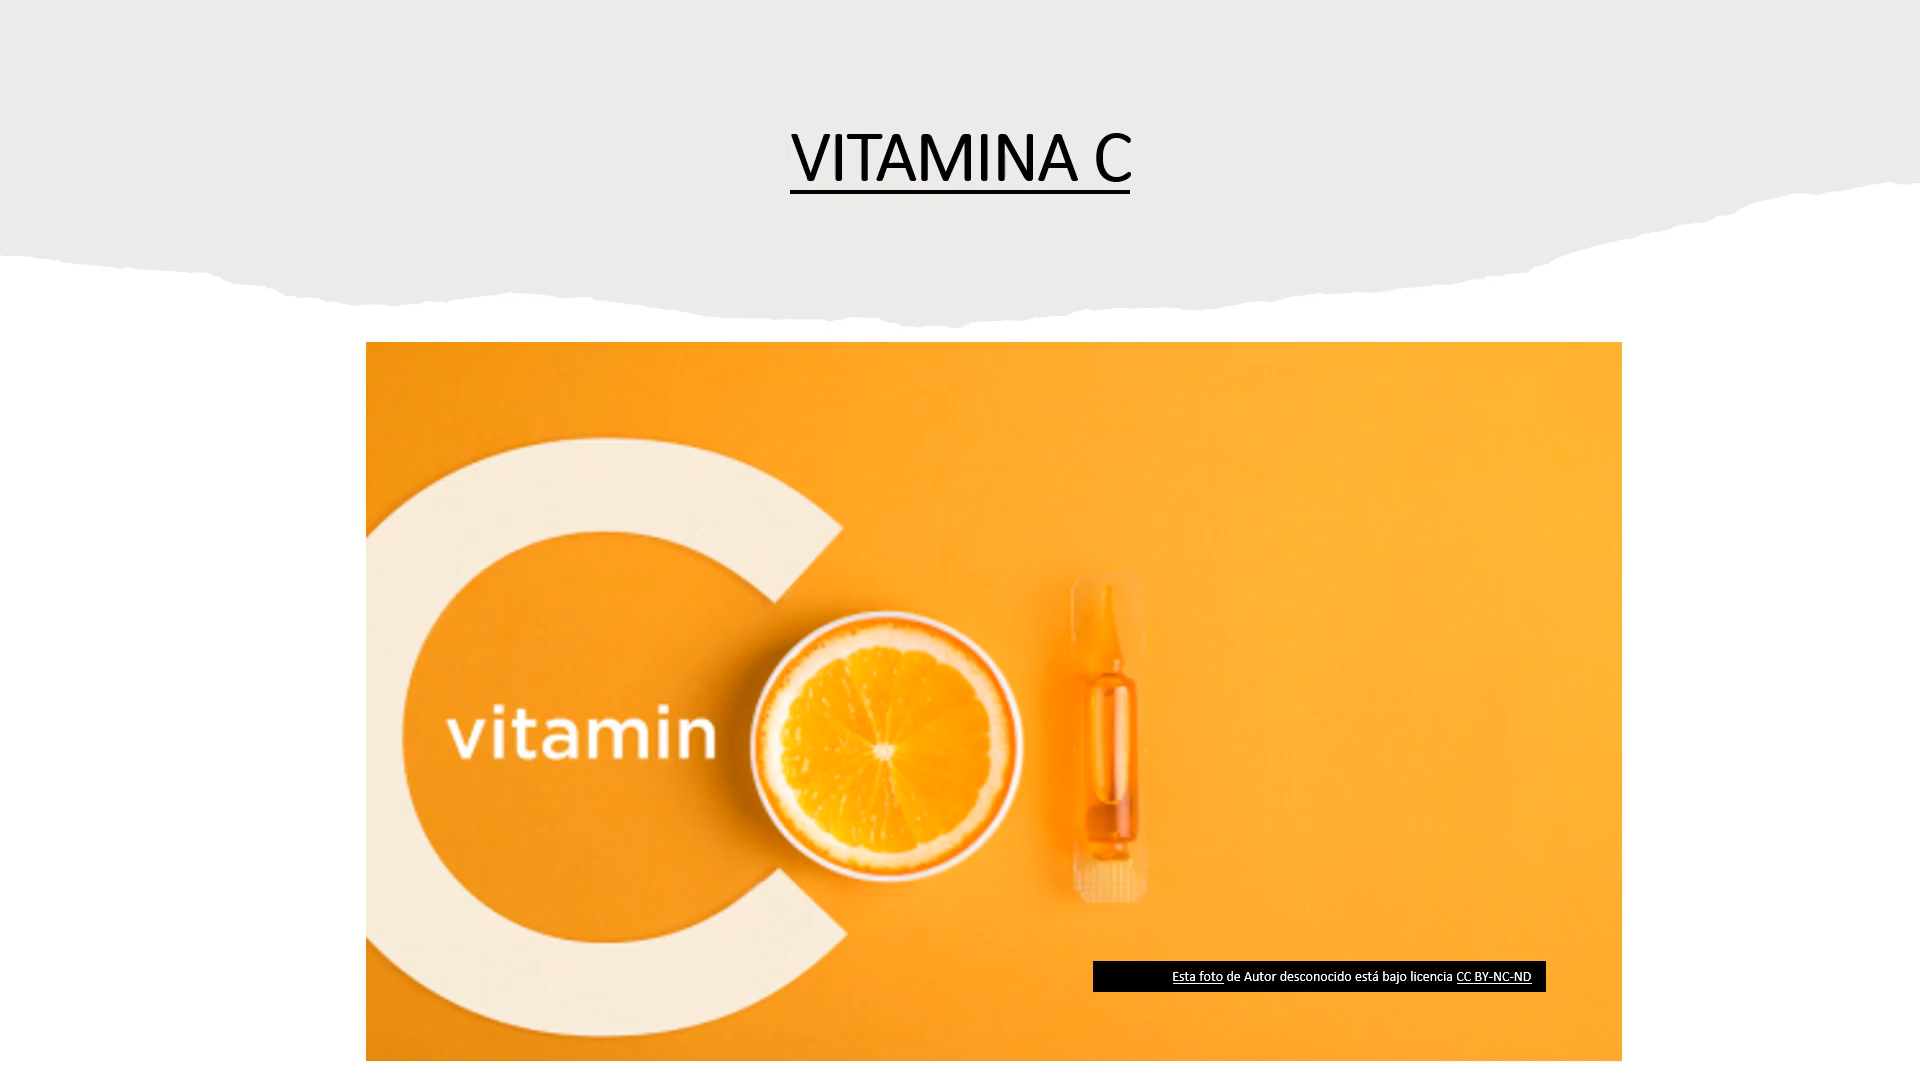 VITAMINA C
C
vitamin
Esta foto de Autor desconocido está bajo licencia CC BY-NC-ND